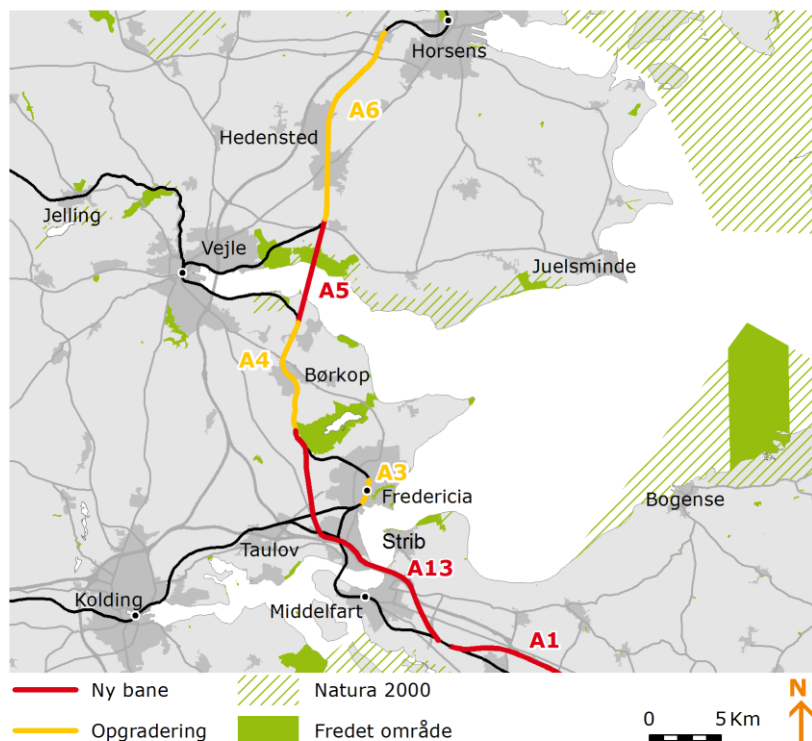 Horsens
A6
Hedensted
Jelling
Vejle
Juelsminde
A5
A4
Børkop
A3
Fredericia
Bogense
Taulov
Strib
A13
Kolding
Middelfart
A1
Ny bane
Natura 2000
N
Opgradering
Fredet område
0 5 Km